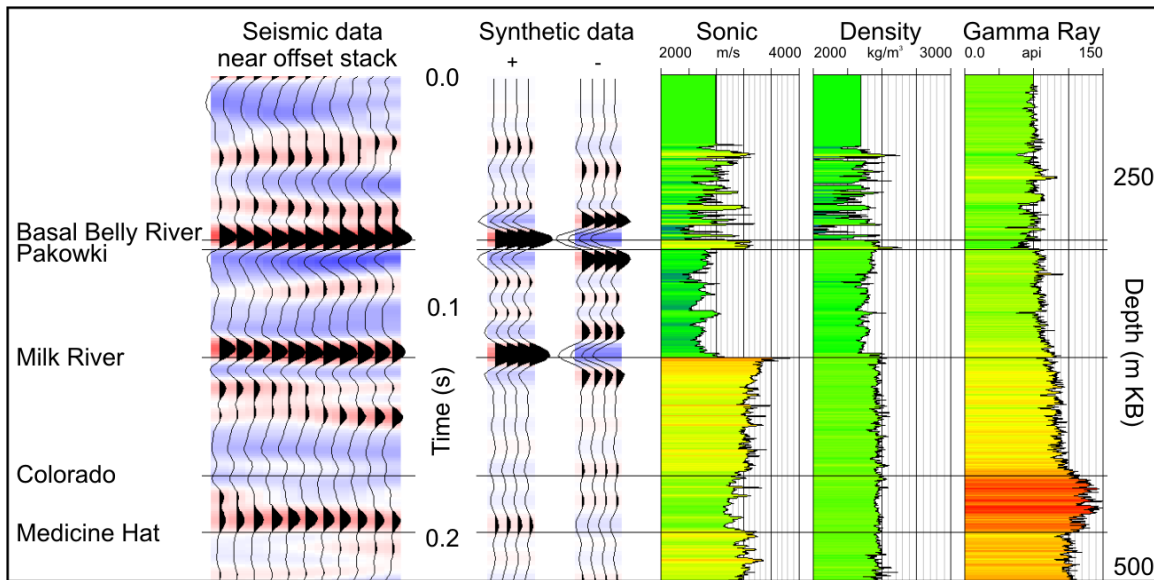 Seismic data
near offset stack
Synthetic data
+ -
Sonic
2000 m/s 4000
Density
2000 kg/m³ 3000
Gamma Ray
0.0 api 150
0.0
250
Basal Belly River
Pakowki
0.1
Milk River
Time (s)
Depth (m KB)
Colorado
Medicine Hat
0.2
500